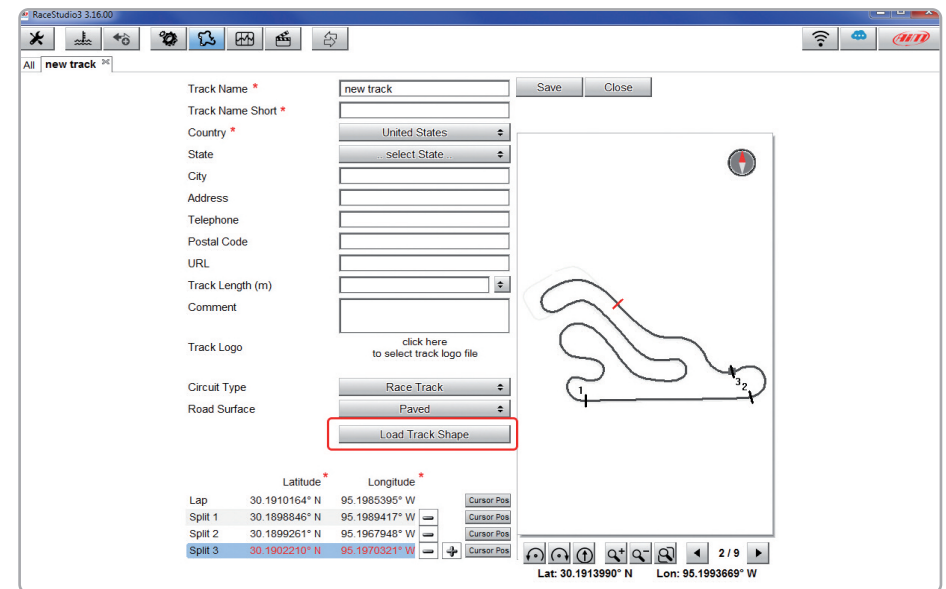 RaceStudio3 3.16.00
AiM
All new track
Track Name * new track Save Close
Track Name Short *
Country * United States
State ...select State...
City
Address
Telephone
Postal Code
URL
Track Length (m)
Comment
Track Logo click here
to select track logo file
Circuit Type Race Track
Road Surface Paved
Load Track Shape
1
3
2
Latitude * Longitude *
Lap 30.1910164° N 95.1985395° W Cursor Pos
Split 1 30.1898846° N 95.1989417° W Cursor Pos
Split 2 30.1899261° N 95.1967948° W Cursor Pos
Split 3 30.1902210° N 95.1970321° W Cursor Pos
2 / 9
Lat: 30.1913990° N Lon: 95.1993669° W